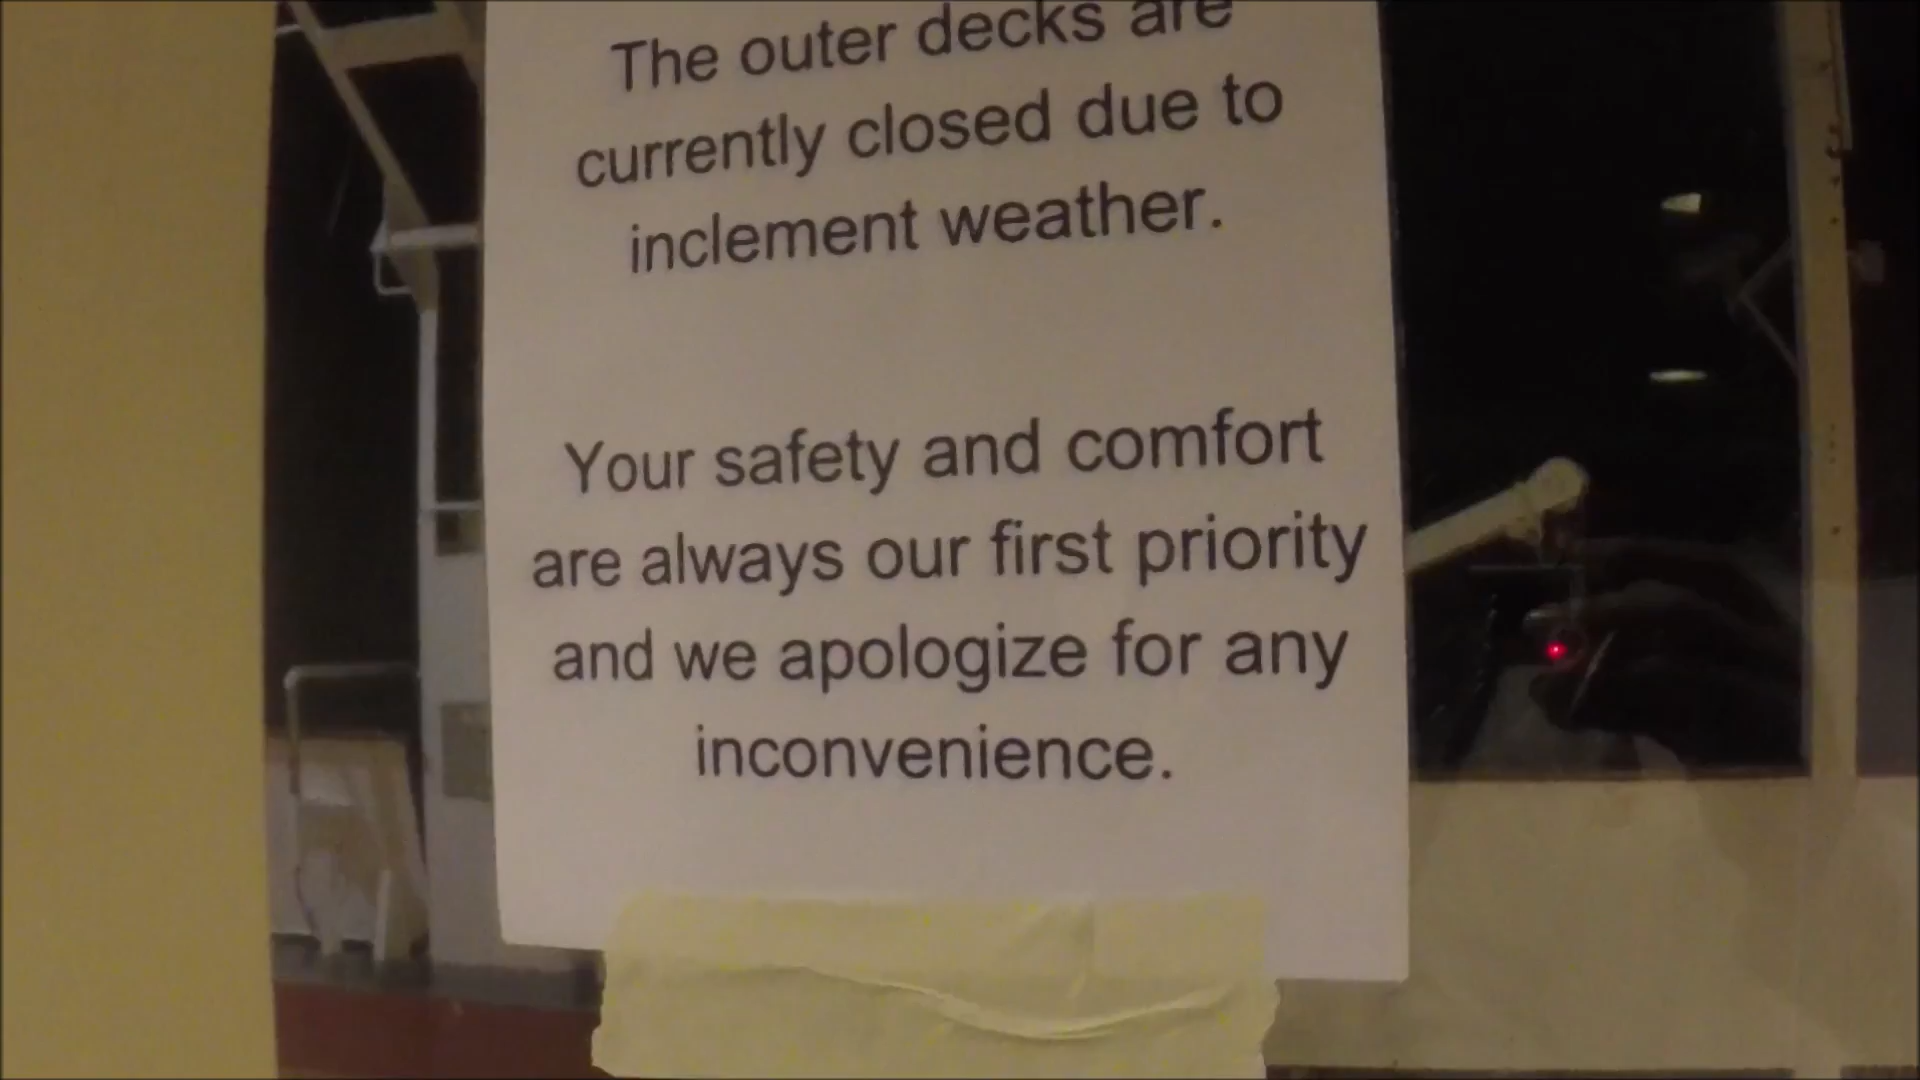 The outer decks are
currently closed due to
inclement weather.
Your safety and comfort
are always our first priority
and we apologize for any
inconvenience.